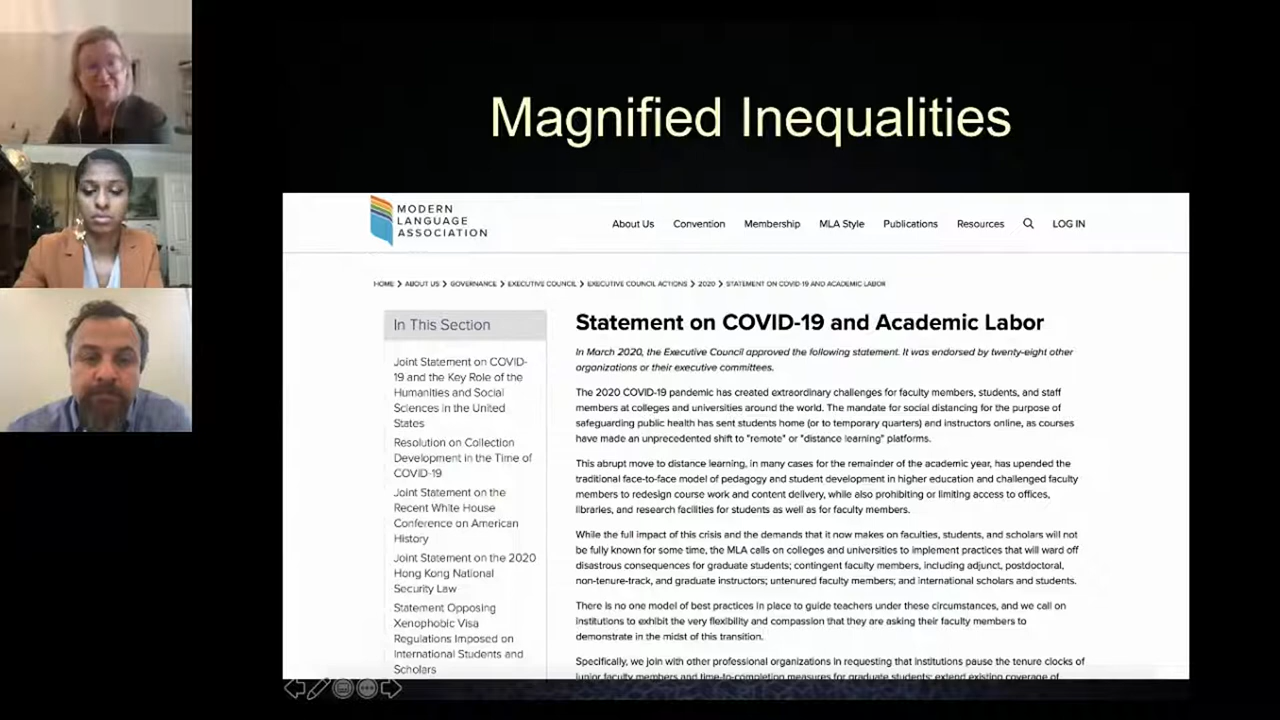 Magnified Inequalities
MODERN
LANGUAGE
ASSOCIATION
About Us Convention Membership MLA Style Publications Resources LOG IN
HOME > ABOUT US > GOVERNANCE > EXECUTIVE COUNCIL > EXECUTIVE COUNCIL ACTIONS > 2020 > STATEMENT ON COVID-19 AND ACADEMIC LABOR
In This Section
Joint Statement on COVID-
19 and the Key Role of the
Humanities and Social
Sciences in the United
States
Resolution on Collection
Development in the Time of
COVID-19
Joint Statement on the
Recent White House
Conference on American
History
Joint Statement on the 2020
Hong Kong National
Security Law
Statement Opposing
Xenophobic Visa
Regulations Imposed on
International Students and
Scholars
Statement on COVID-19 and Academic Labor
In March 2020, the Executive Council approved the following statement. It was endorsed by twenty-eight other
organizations or their executive committees.
The 2020 COVID-19 pandemic has created extraordinary challenges for faculty members, students, and staff
members at colleges and universities around the world. The mandate for social distancing for the purpose of
safeguarding public health has sent students home (or to temporary quarters) and instructors online, as courses
have made an unprecedented shift to "remote" or "distance learning" platforms.
This abrupt move to distance learning, in many cases for the remainder of the academic year, has upended the
traditional face-to-face model of pedagogy and student development in higher education and challenged faculty
members to redesign course work and content delivery, while also prohibiting or limiting access to offices,
libraries, and research facilities for students as well as for faculty members.
While the full impact of this crisis and the demands that it now makes on faculties, students, and scholars will not
be fully known for some time, the MLA calls on colleges and universities to implement practices that will ward off
disastrous consequences for graduate students; contingent faculty members, including adjunct, postdoctoral,
non-tenure-track, and graduate instructors; untenured faculty members; and international scholars and students.
There is no one model of best practices in place to guide teachers under these circumstances, and we call on
institutions to exhibit the very flexibility and compassion that they are asking their faculty members to
demonstrate in the midst of this transition.
Specifically, we join with other professional organizations in requesting that institutions pause the tenure clocks of
junior faculty members and time-to-completion measures for graduate students; extend existing coverage of